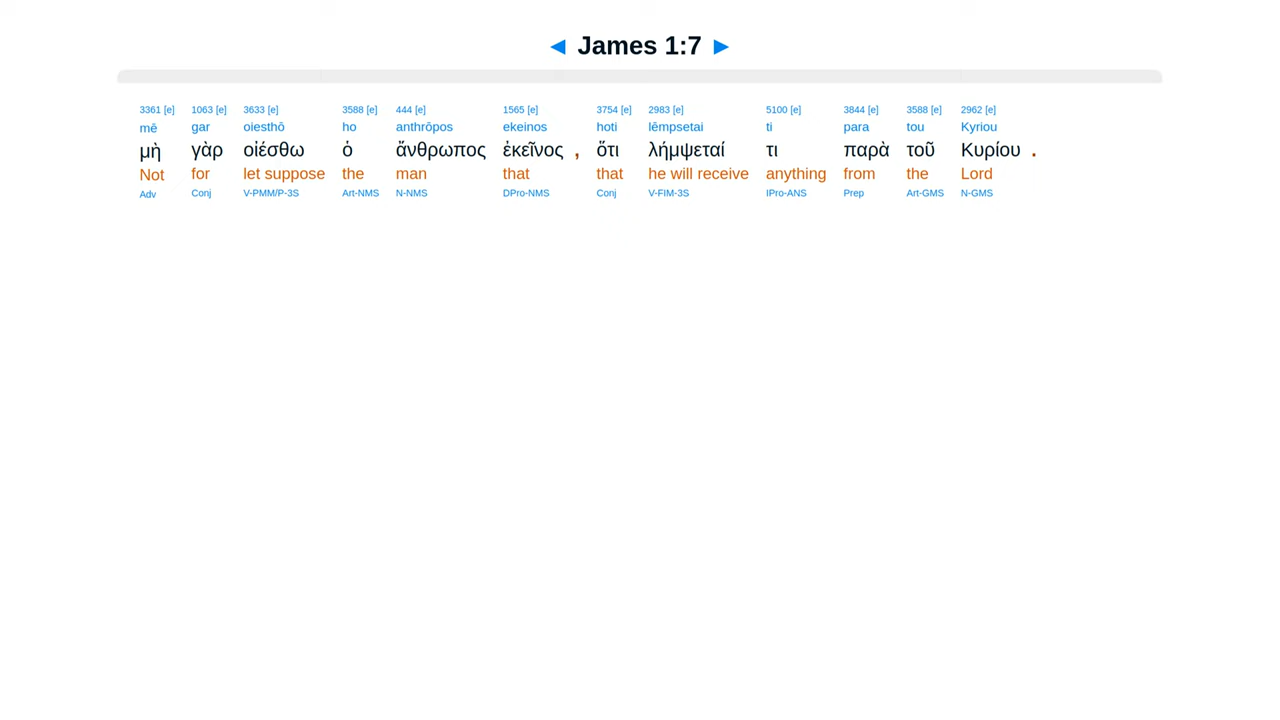 ◄ James 1:7 ►
3361 [e] 1063 [e] 3633 [e] 3588 [e] 444 [e] 1565 [e] 3754 [e] 2983 [e] 5100 [e] 3844 [e] 3588 [e] 2962 [e]
mē gar oiesthō ho anthrōpos ekeinos hoti lēmpsetai ti para tou Kyriou
μὴ γὰρ οἰέσθω ὁ ἄνθρωπος ἐκεῖνος , ὅτι λήμψεταί τι παρὰ τοῦ Κυρίου .
Not for let suppose the man that that he will receive anything from the Lord
Adv Conj V-PMM/P-3S Art-NMS N-NMS DPro-NMS Conj V-FIM-3S IPro-ANS Prep Art-GMS N-GMS